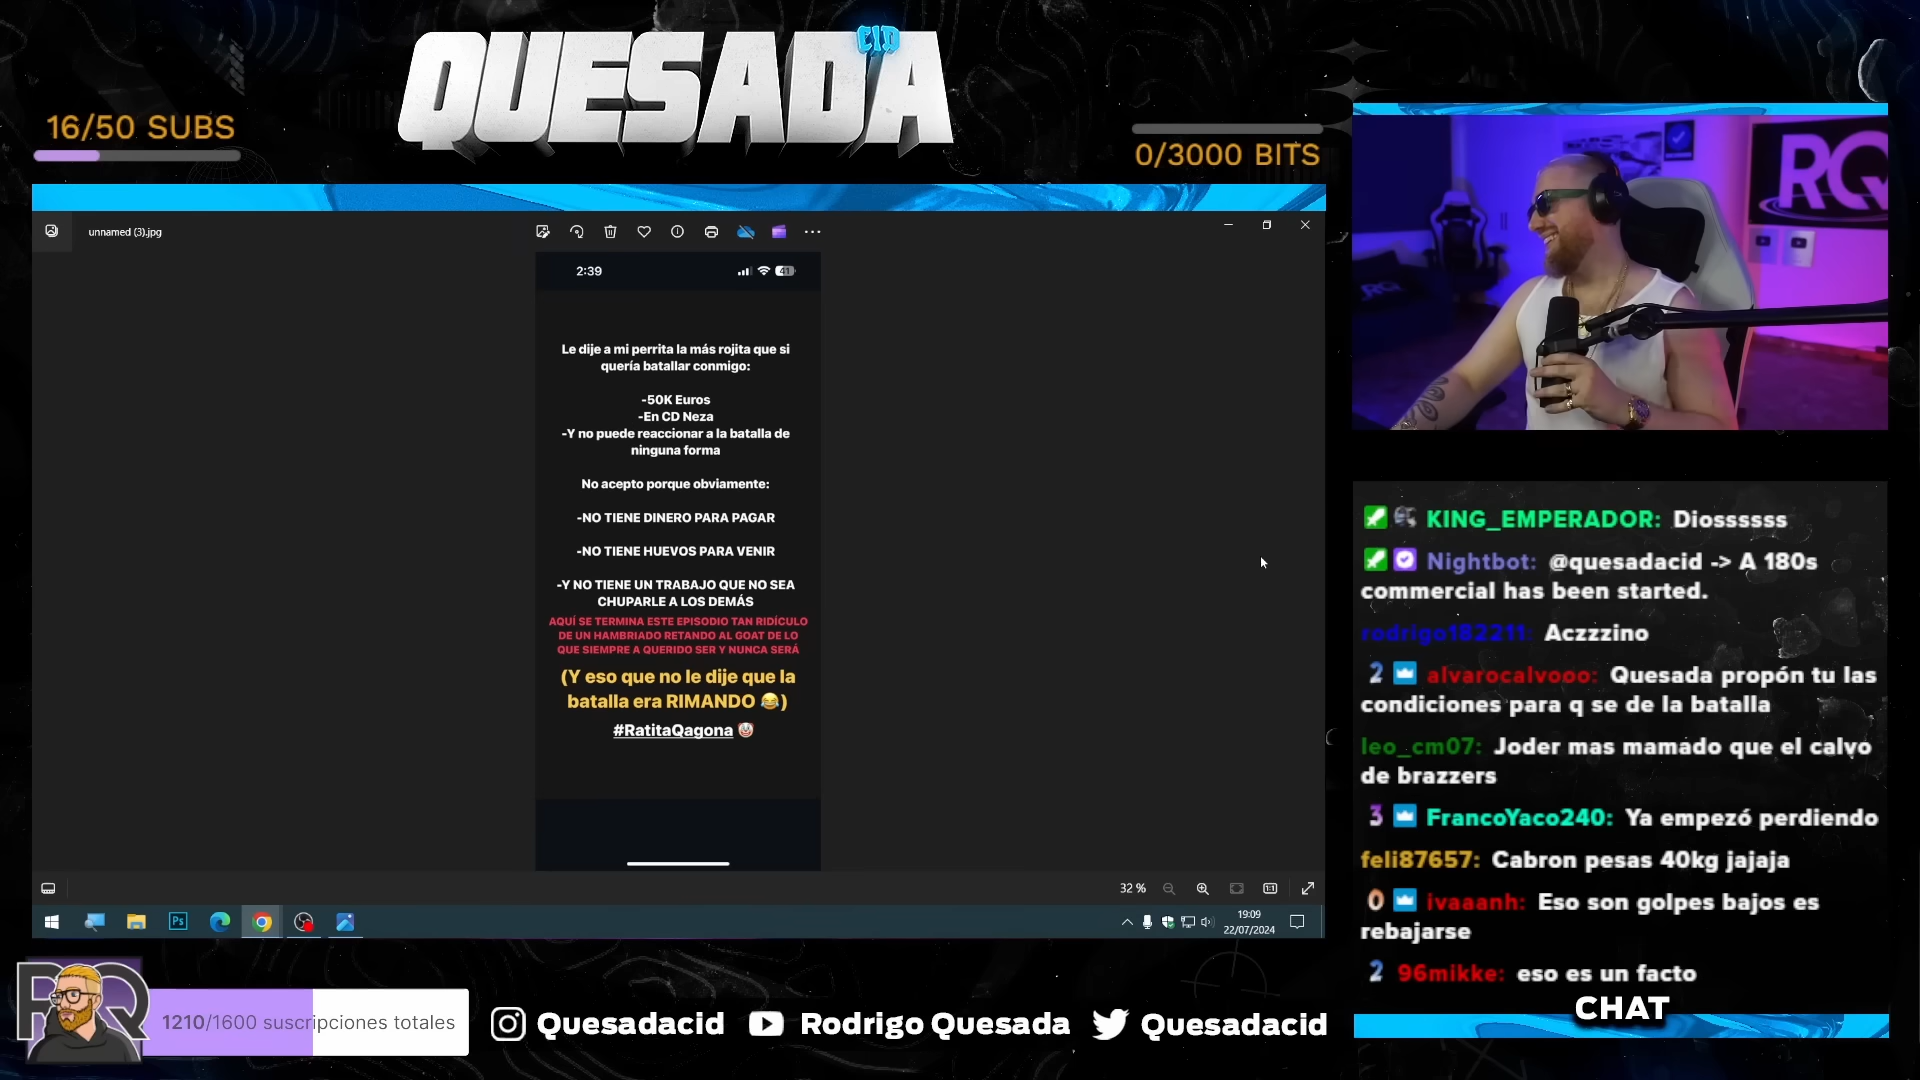 QUESADA
CID
16/50 SUBS
0/3000 BITS
unnamed (3).jpg
2:39
41
Le dije a mi perrita la más rojita que si
quería batallar conmigo:
-50K Euros
-En CD Neza
-Y no puede reaccionar a la batalla de
ninguna forma
No acepto porque obviamente:
-NO TIENE DINERO PARA PAGAR
-NO TIENE HUEVOS PARA VENIR
-Y NO TIENE UN TRABAJO QUE NO SEA
CHUPARLE A LOS DEMÁS
AQUÍ SE TERMINA ESTE EPISODIO TAN RIDÍCULO
DE UN HAMBRIADO RETANDO AL GOAT DE LO
QUE SIEMPRE A QUERIDO SER Y NUNCA SERÁ
(Y eso que no le dije que la
batalla era RIMANDO 😂)
#RatitaQagona 🤡
32 %
Ps
19:09
22/07/2024
RQ
KING_EMPERADOR: Diossssss
Nightbot: @quesadacid -> A 180s
commercial has been started.
rodrigo182211: Aczzzino
2 alvarocalvooo: Quesada propón tu las
condiciones para q se de la batalla
leo_cm07: Joder mas mamado que el calvo
de brazzers
3 FrancoYaco240: Ya empezó perdiendo
feli87657: Cabron pesas 40kg jajaja
0 ivaaanh: Eso son golpes bajos es
rebajarse
2 96mikke: eso es un facto
CHAT
RQ
1210/1600 suscripciones totales
Quesadacid
Rodrigo Quesada
Quesadacid